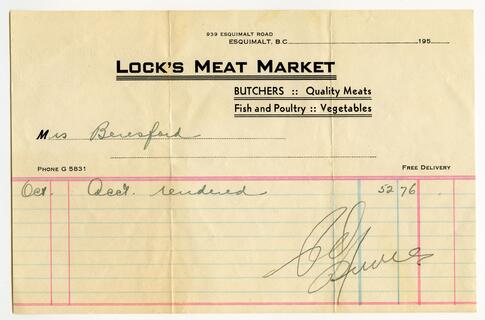 939 ESQUIMALT ROAD
ESQUIMALT, B C 195
LOCK'S MEAT MARKET
BUTCHERS :: Quality Meats
Fish and Poultry :: Vegetables
Mrs Beresford
PHONE G 5831 FREE DELIVERY
Oct. Acc't. rendered 52 76